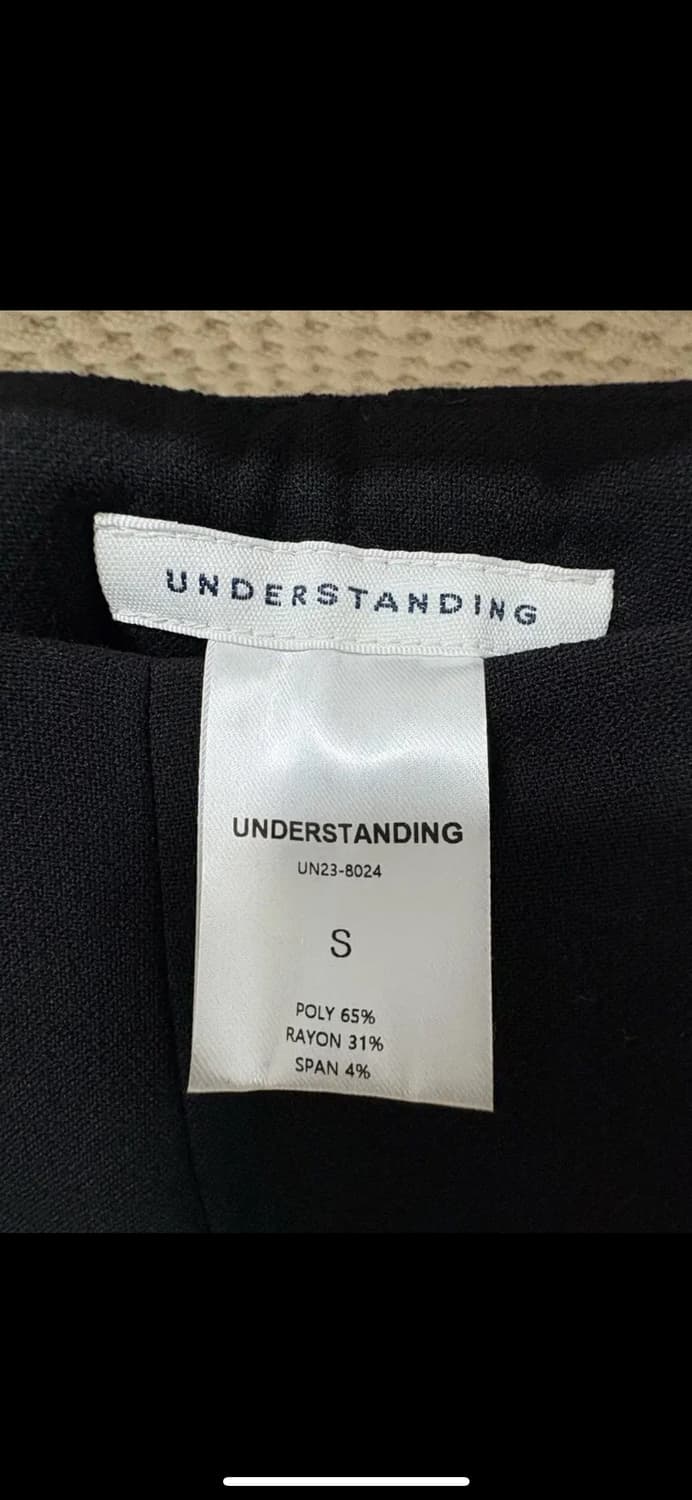 UNDERSTANDING
UNDERSTANDING
UN23-8024
S
POLY 65%
RAYON 31%
SPAN 4%